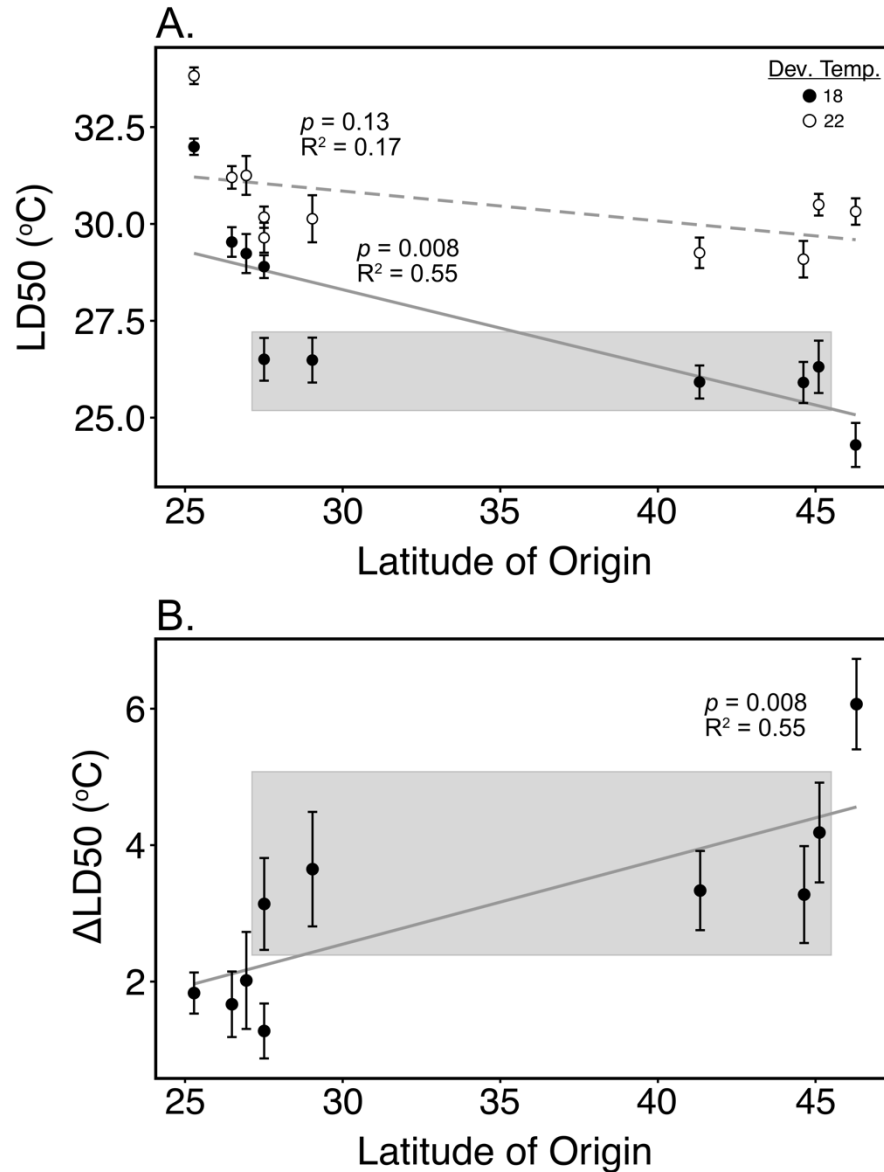 A.
Dev. Temp.
18
22
p = 0.13
R² = 0.17
p = 0.008
R² = 0.55
32.5
30.0
27.5
25.0
LD50 (°C)
25 30 35 40 45
Latitude of Origin
B.
p = 0.008
R² = 0.55
6
4
2
ΔLD50 (°C)
25 30 35 40 45
Latitude of Origin